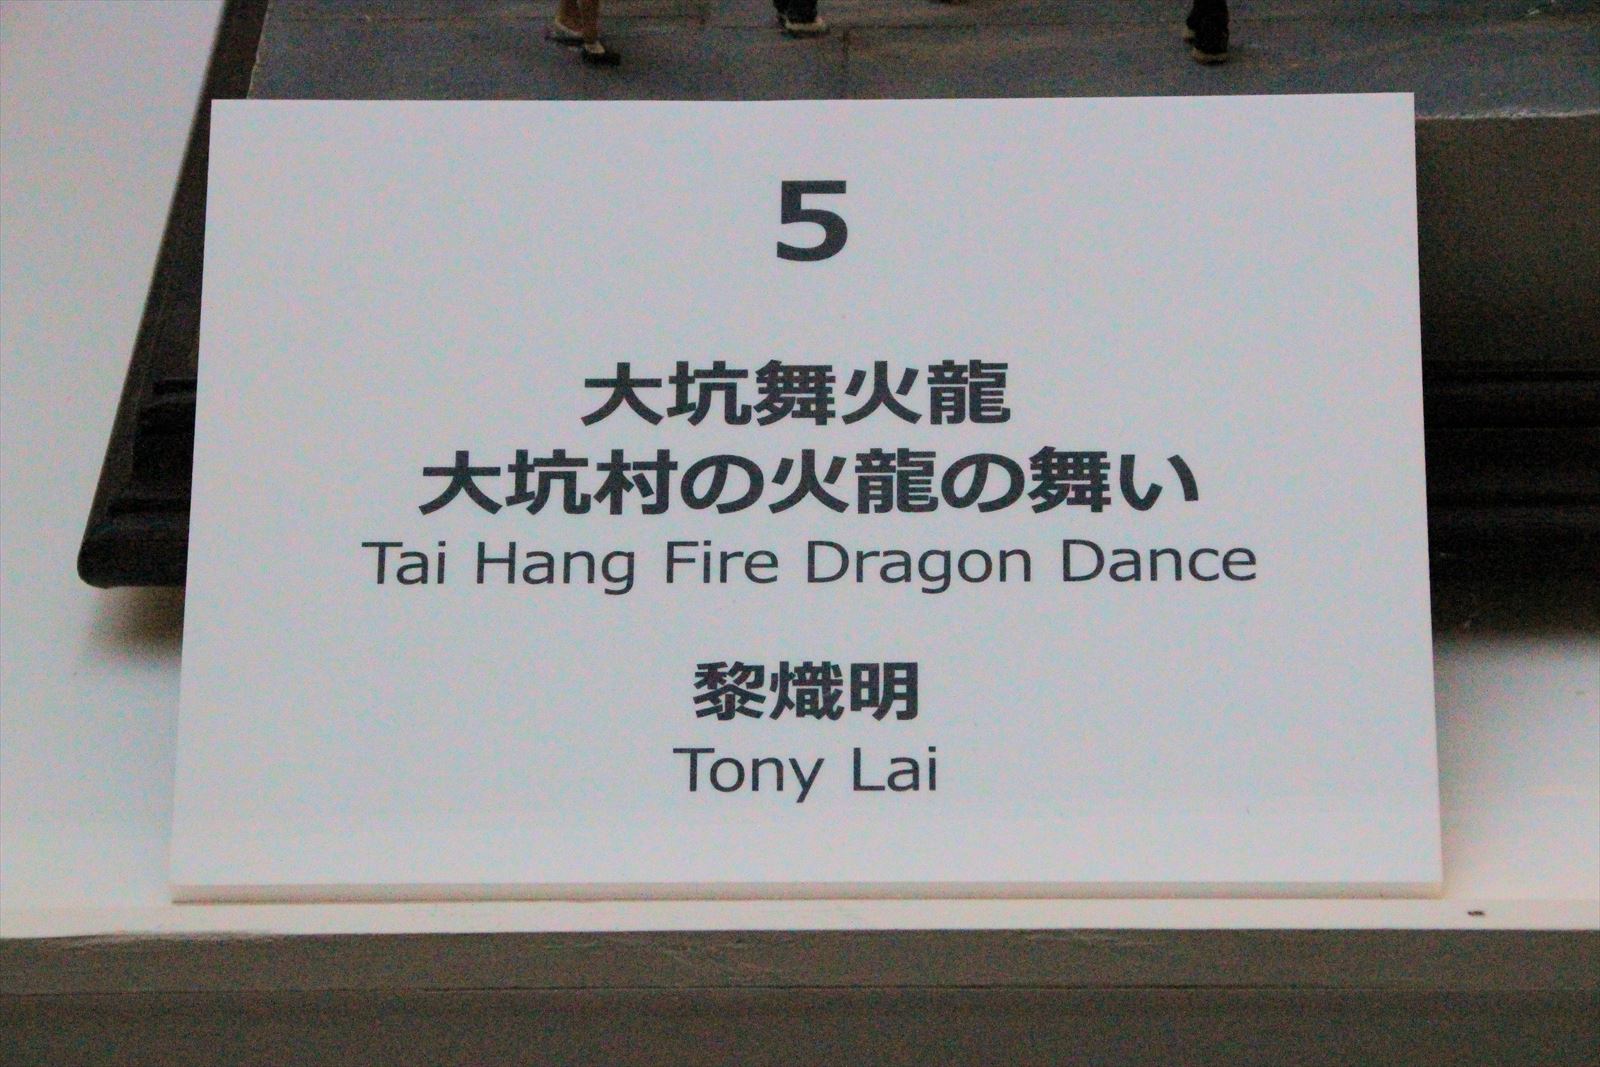 5
大坑舞火龍
大坑村の火龍の舞い
Tai Hang Fire Dragon Dance
黎熾明
Tony Lai